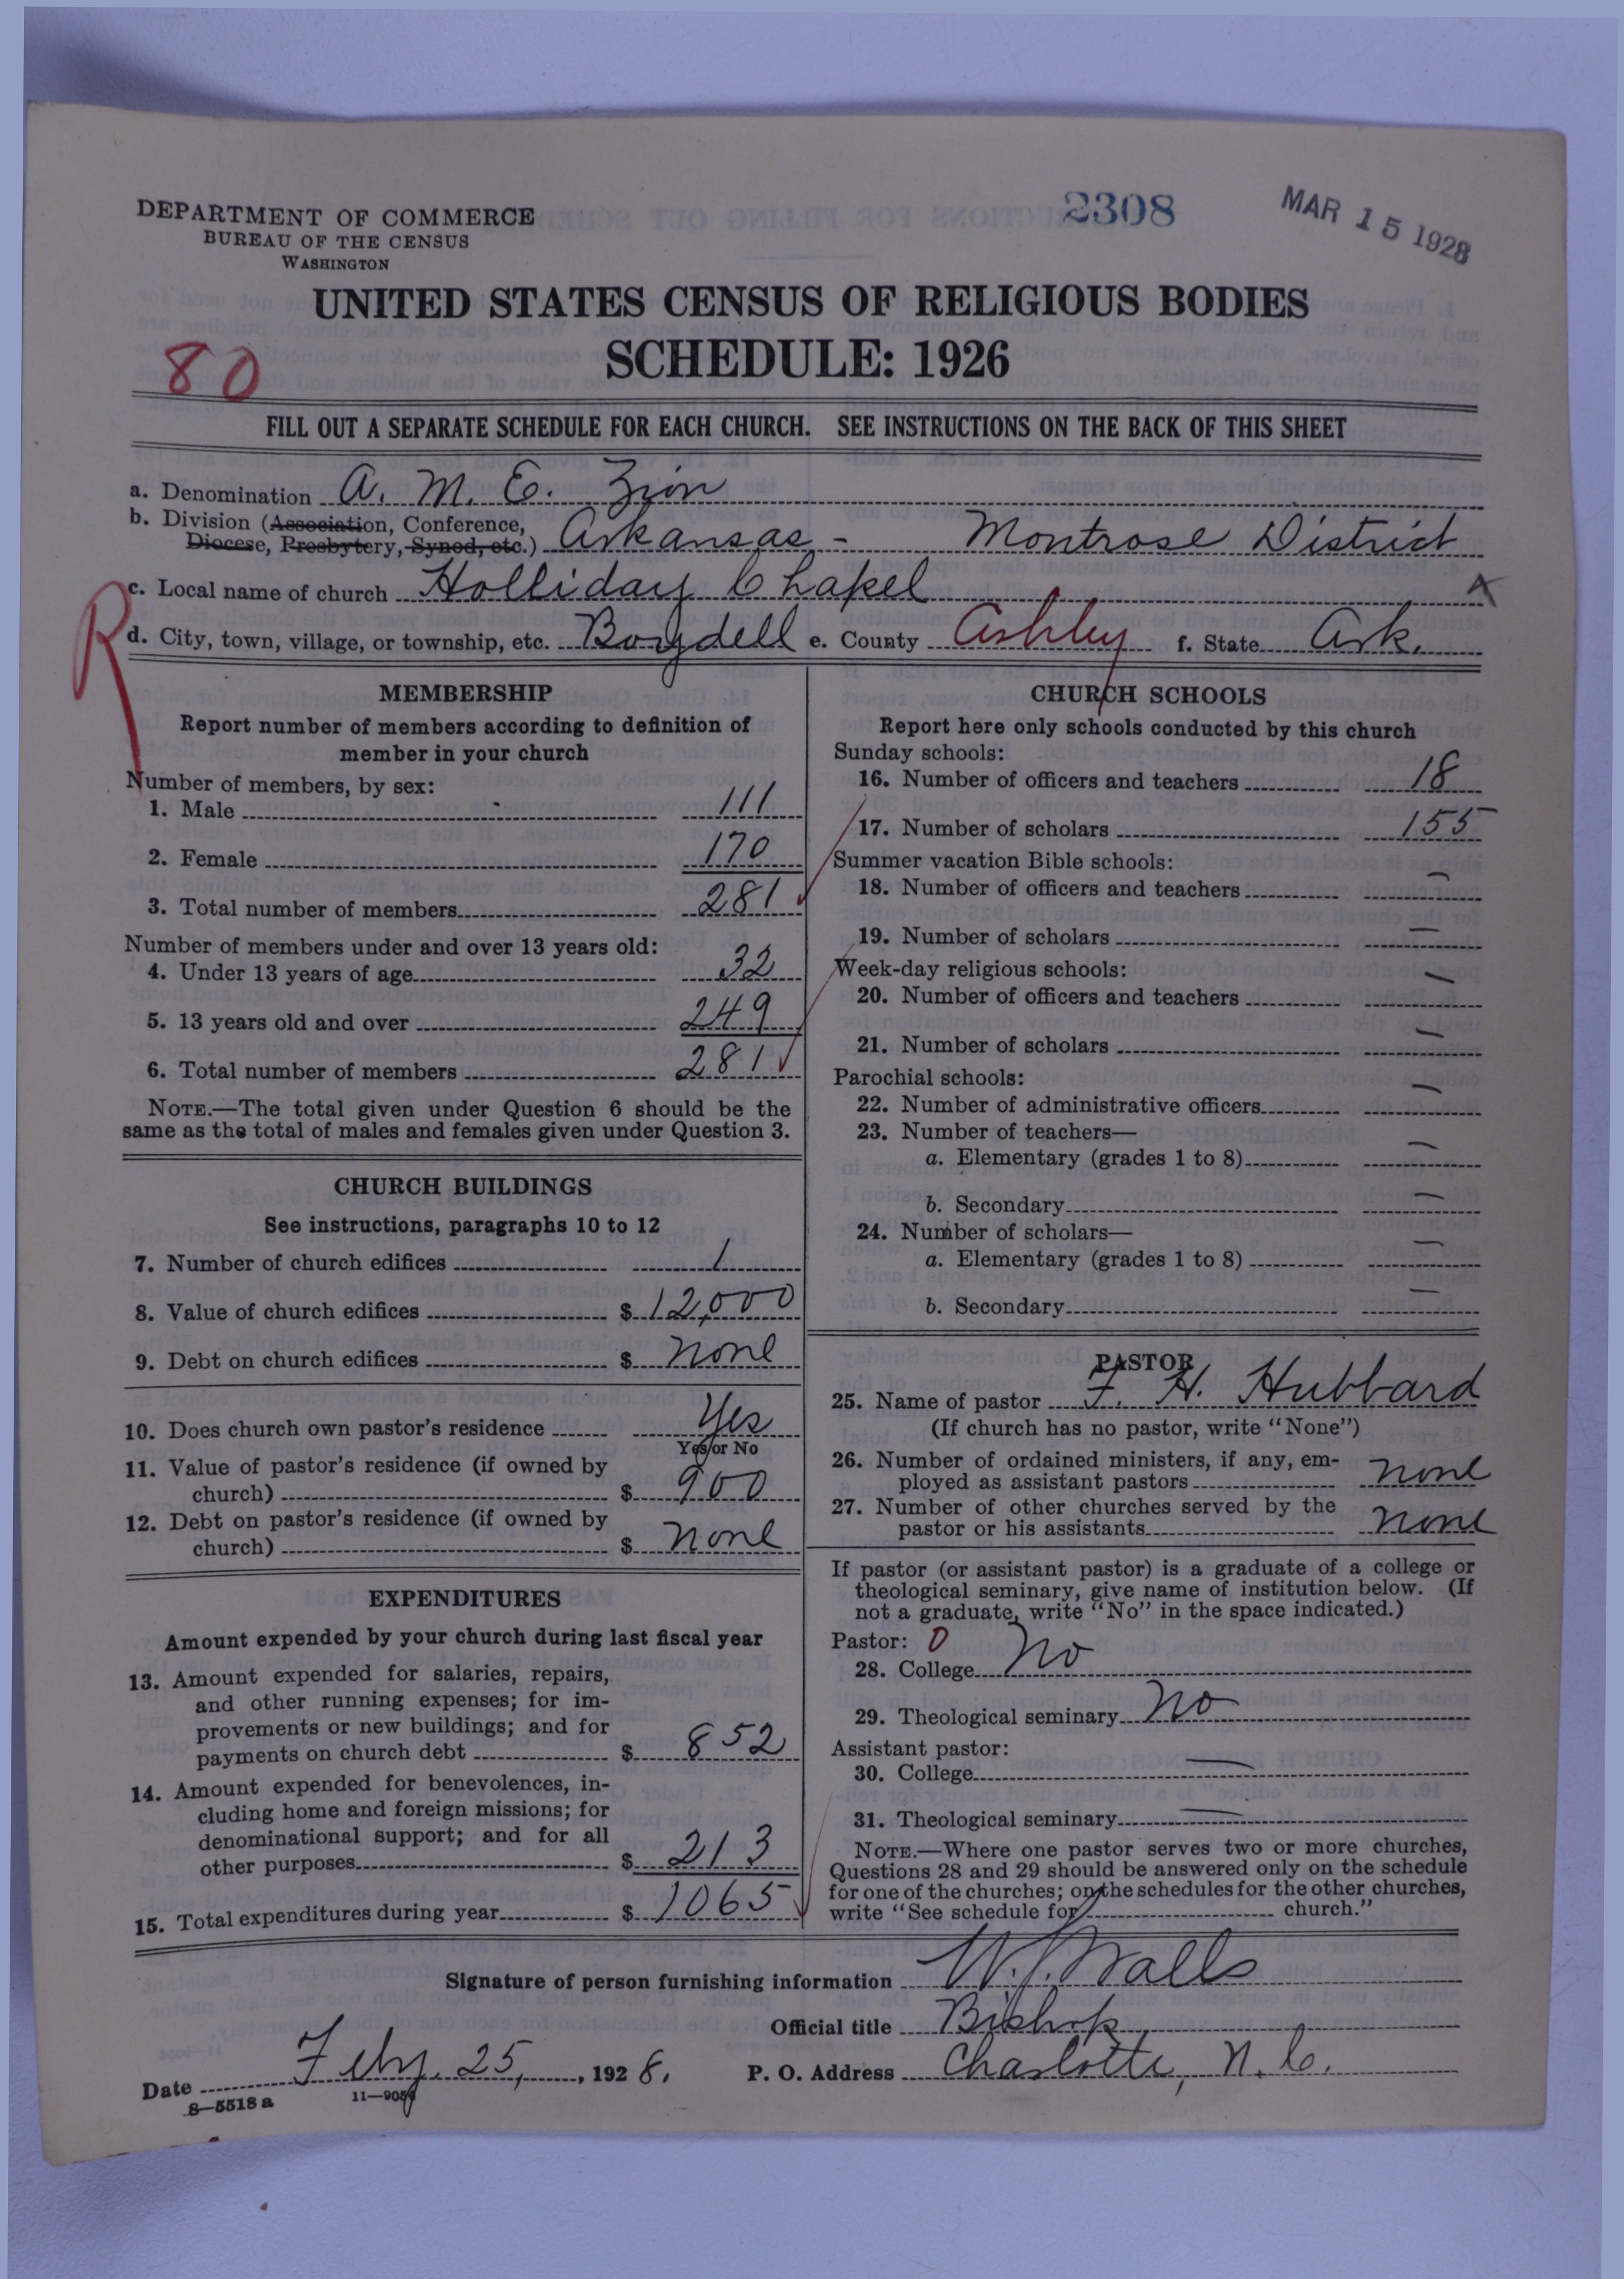 DEPARTMENT OF COMMERCE
BUREAU OF THE CENSUS
WASHINGTON
2308
MAR 15 1928
UNITED STATES CENSUS OF RELIGIOUS BODIES
SCHEDULE: 1926
80
FILL OUT A SEPARATE SCHEDULE FOR EACH CHURCH. SEE INSTRUCTIONS ON THE BACK OF THIS SHEET
a. Denomination A. M. E. Zion
b. Division (Association, Conference,
Diocese, Presbytery, Synod, etc.) Arkansas - Montrose District
c. Local name of church Holliday Chapel
R
d. City, town, village, or township, etc. Boydell e. County Ashley f. State Ark.
MEMBERSHIP
Report number of members according to definition of
member in your church
Number of members, by sex:
1. Male 111
2. Female 170
3. Total number of members 281
Number of members under and over 13 years old:
4. Under 13 years of age 32
5. 13 years old and over 249
6. Total number of members 281
NOTE.—The total given under Question 6 should be the
same as the total of males and females given under Question 3.
CHURCH BUILDINGS
See instructions, paragraphs 10 to 12
7. Number of church edifices 1
8. Value of church edifices $ 12,000
9. Debt on church edifices $ none
10. Does church own pastor's residence Yes
Yes or No
11. Value of pastor's residence (if owned by
church) $ 900
12. Debt on pastor's residence (if owned by
church) $ none
EXPENDITURES
Amount expended by your church during last fiscal year
13. Amount expended for salaries, repairs,
and other running expenses; for im-
provements or new buildings; and for
payments on church debt $ 852
14. Amount expended for benevolences, in-
cluding home and foreign missions; for
denominational support; and for all
other purposes $ 213
15. Total expenditures during year $ 1065
CHURCH SCHOOLS
Report here only schools conducted by this church
Sunday schools:
16. Number of officers and teachers 18
17. Number of scholars 155
Summer vacation Bible schools:
18. Number of officers and teachers —
19. Number of scholars —
Week-day religious schools:
20. Number of officers and teachers —
21. Number of scholars —
Parochial schools:
22. Number of administrative officers —
23. Number of teachers—
a. Elementary (grades 1 to 8) —
b. Secondary —
24. Number of scholars—
a. Elementary (grades 1 to 8) —
b. Secondary —
PASTOR
25. Name of pastor F. H. Hubbard
(If church has no pastor, write "None")
26. Number of ordained ministers, if any, em-
ployed as assistant pastors none
27. Number of other churches served by the
pastor or his assistants none
If pastor (or assistant pastor) is a graduate of a college or
theological seminary, give name of institution below. (If
not a graduate, write "No" in the space indicated.)
Pastor: 0
28. College No
29. Theological seminary No
Assistant pastor:
30. College —
31. Theological seminary —
NOTE.—Where one pastor serves two or more churches,
Questions 28 and 29 should be answered only on the schedule
for one of the churches; on the schedules for the other churches,
write "See schedule for church."
Signature of person furnishing information W. J. Walls
Official title Bishop
Date Feby. 25, 1928. P. O. Address Charlotte, N. C.
8—5518 a 11—9054